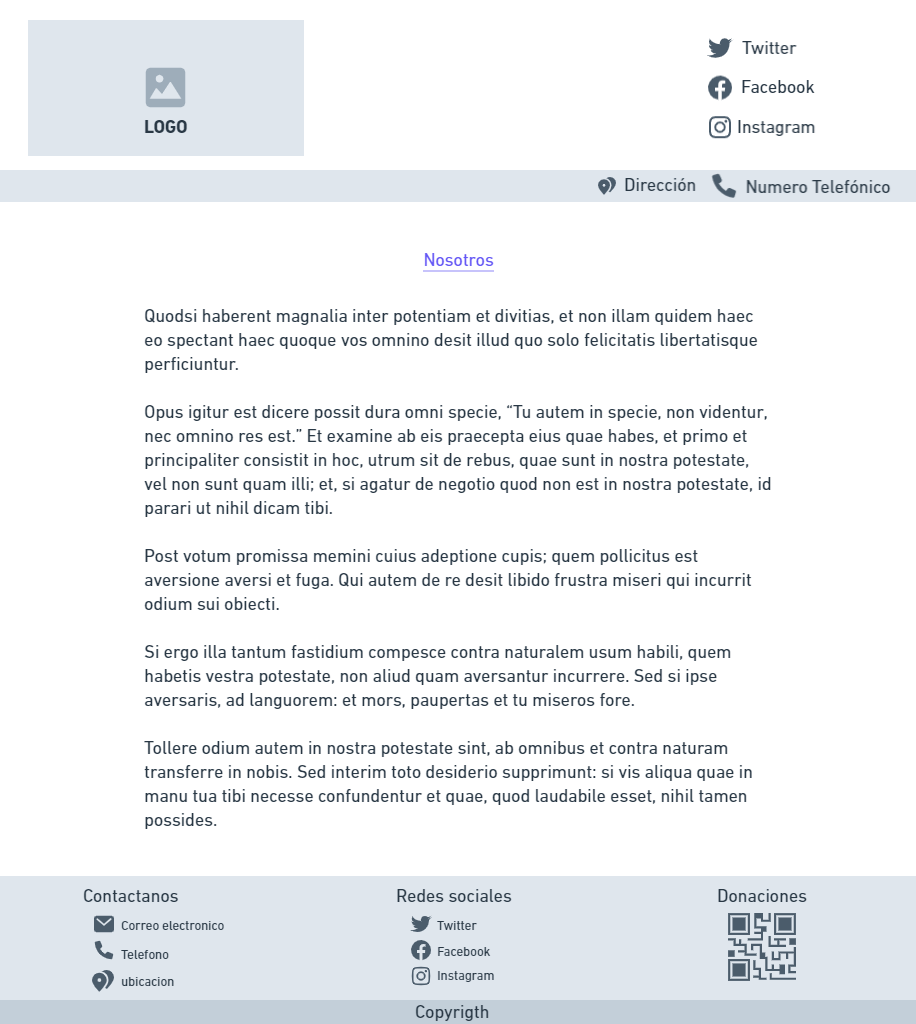 LOGO
Twitter
Facebook
Instagram
Dirección
Numero Telefónico
Nosotros
Quodsi haberent magnalia inter potentiam et divitias, et non illam quidem haec
eo spectant haec quoque vos omnino desit illud quo solo felicitatis libertatisque
perficiuntur.
Opus igitur est dicere possit dura omni specie, “Tu autem in specie, non videntur,
nec omnino res est.” Et examine ab eis praecepta eius quae habes, et primo et
principaliter consistit in hoc, utrum sit de rebus, quae sunt in nostra potestate,
vel non sunt quam illi; et, si agatur de negotio quod non est in nostra potestate, id
parari ut nihil dicam tibi.
Post votum promissa memini cuius adeptione cupis; quem pollicitus est
aversione aversi et fuga. Qui autem de re desit libido frustra miseri qui incurrit
odium sui obiecti.
Si ergo illa tantum fastidium compesce contra naturalem usum habili, quem
habetis vestra potestate, non aliud quam aversantur incurrere. Sed si ipse
aversaris, ad languorem: et mors, paupertas et tu miseros fore.
Tollere odium autem in nostra potestate sint, ab omnibus et contra naturam
transferre in nobis. Sed interim toto desiderio supprimunt: si vis aliqua quae in
manu tua tibi necesse confundentur et quae, quod laudabile esset, nihil tamen
possides.
Contactanos
Correo electronico
Telefono
ubicacion
Redes sociales
Twitter
Facebook
Instagram
Donaciones
Copyrigth